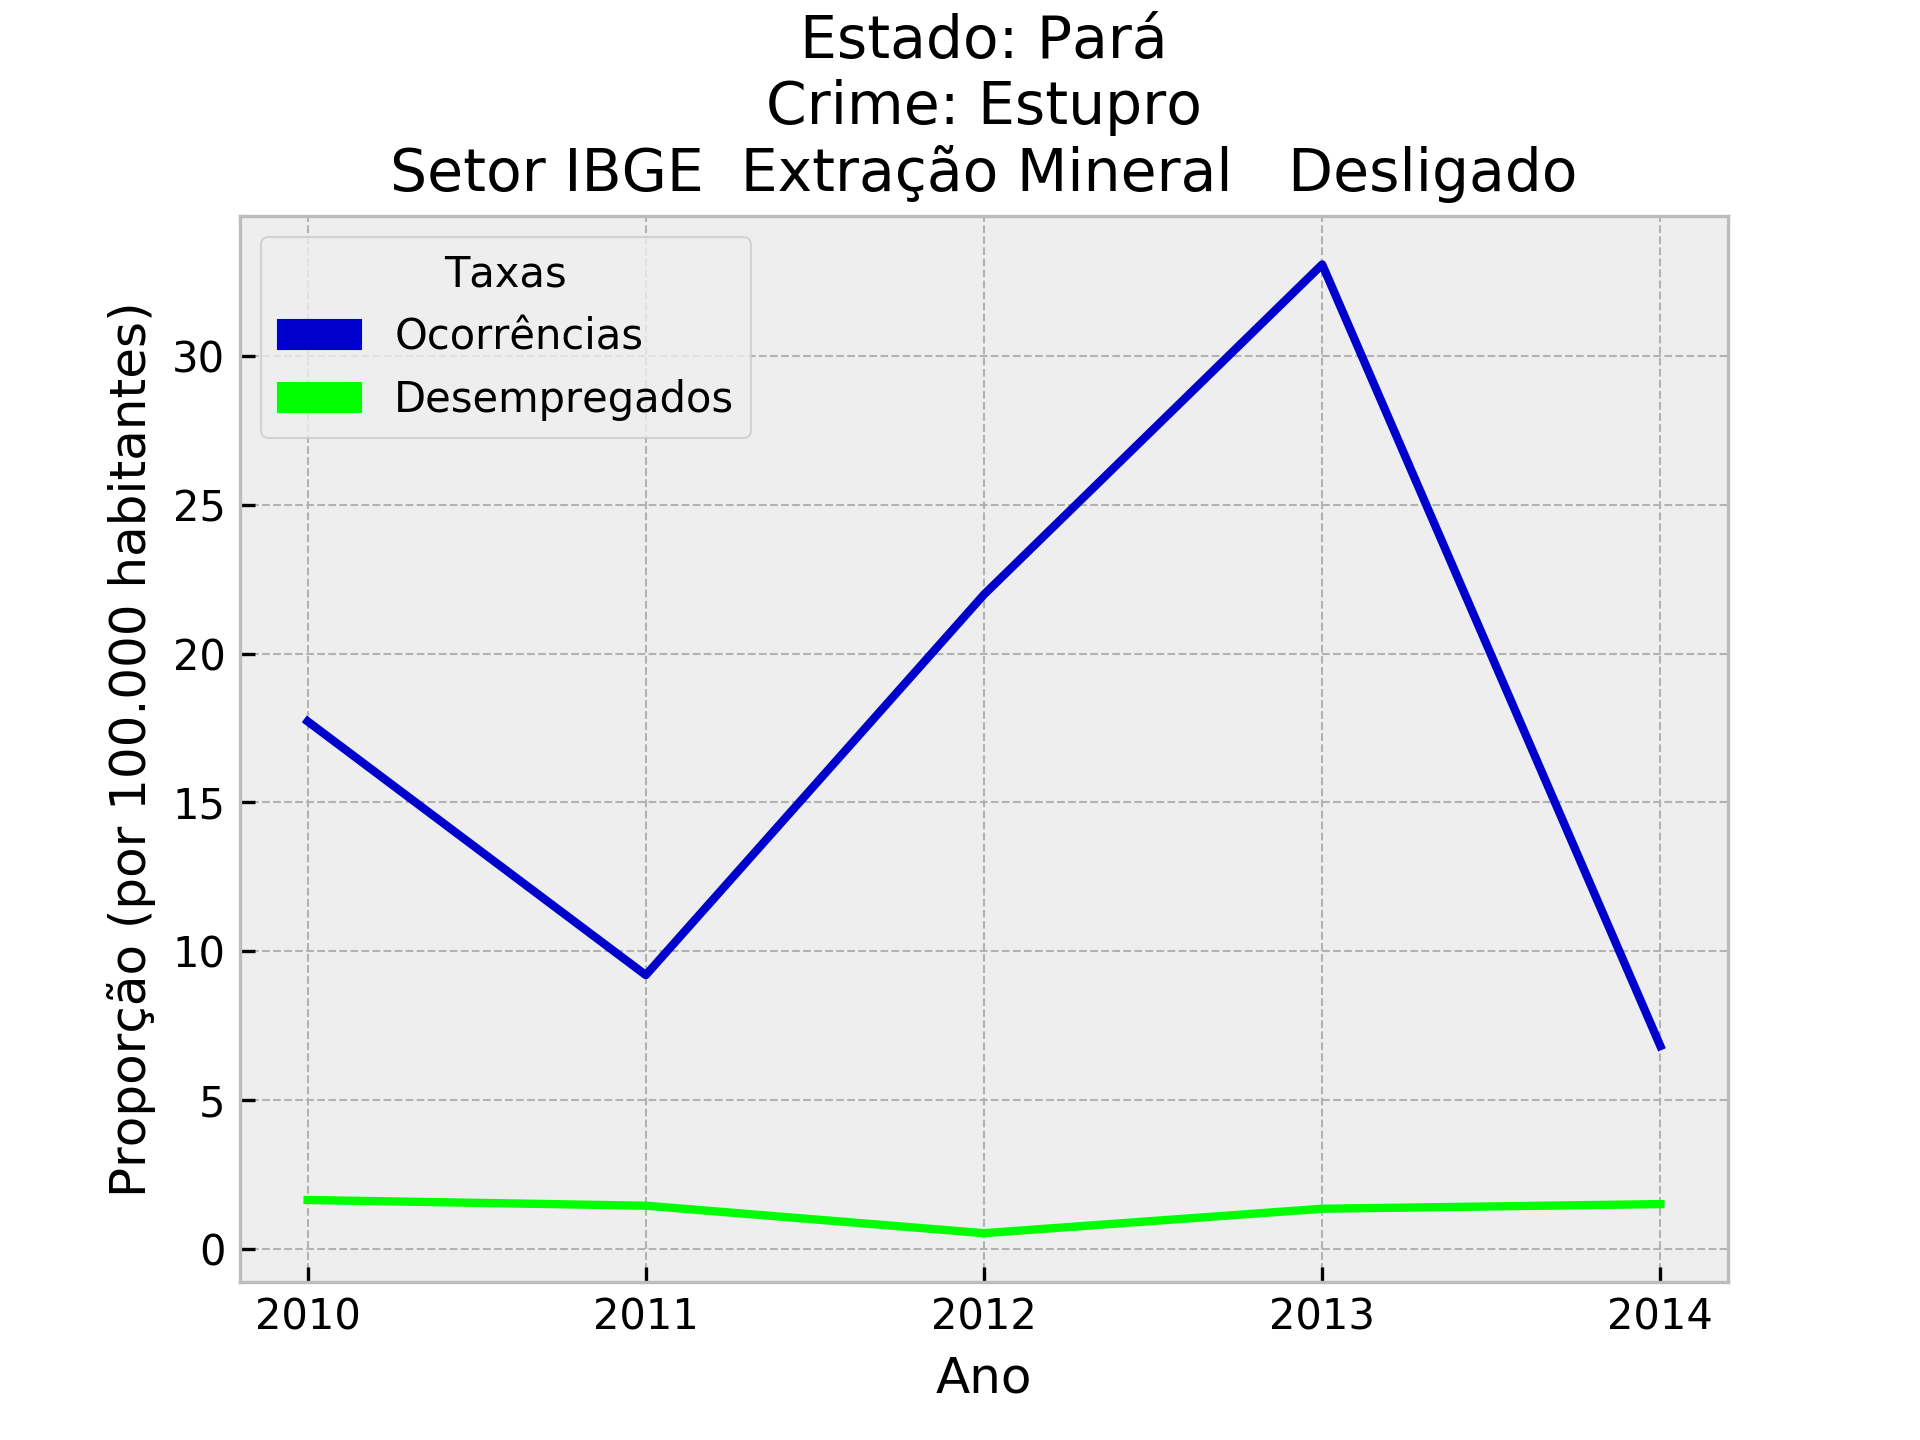 Estado: Pará
Crime: Estupro
Setor IBGE  Extração Mineral   Desligado
Taxas
Ocorrências
Desempregados
Proporção (por 100.000 habitantes)
30
25
20
15
10
5
0
2010
2011
2012
2013
2014
Ano